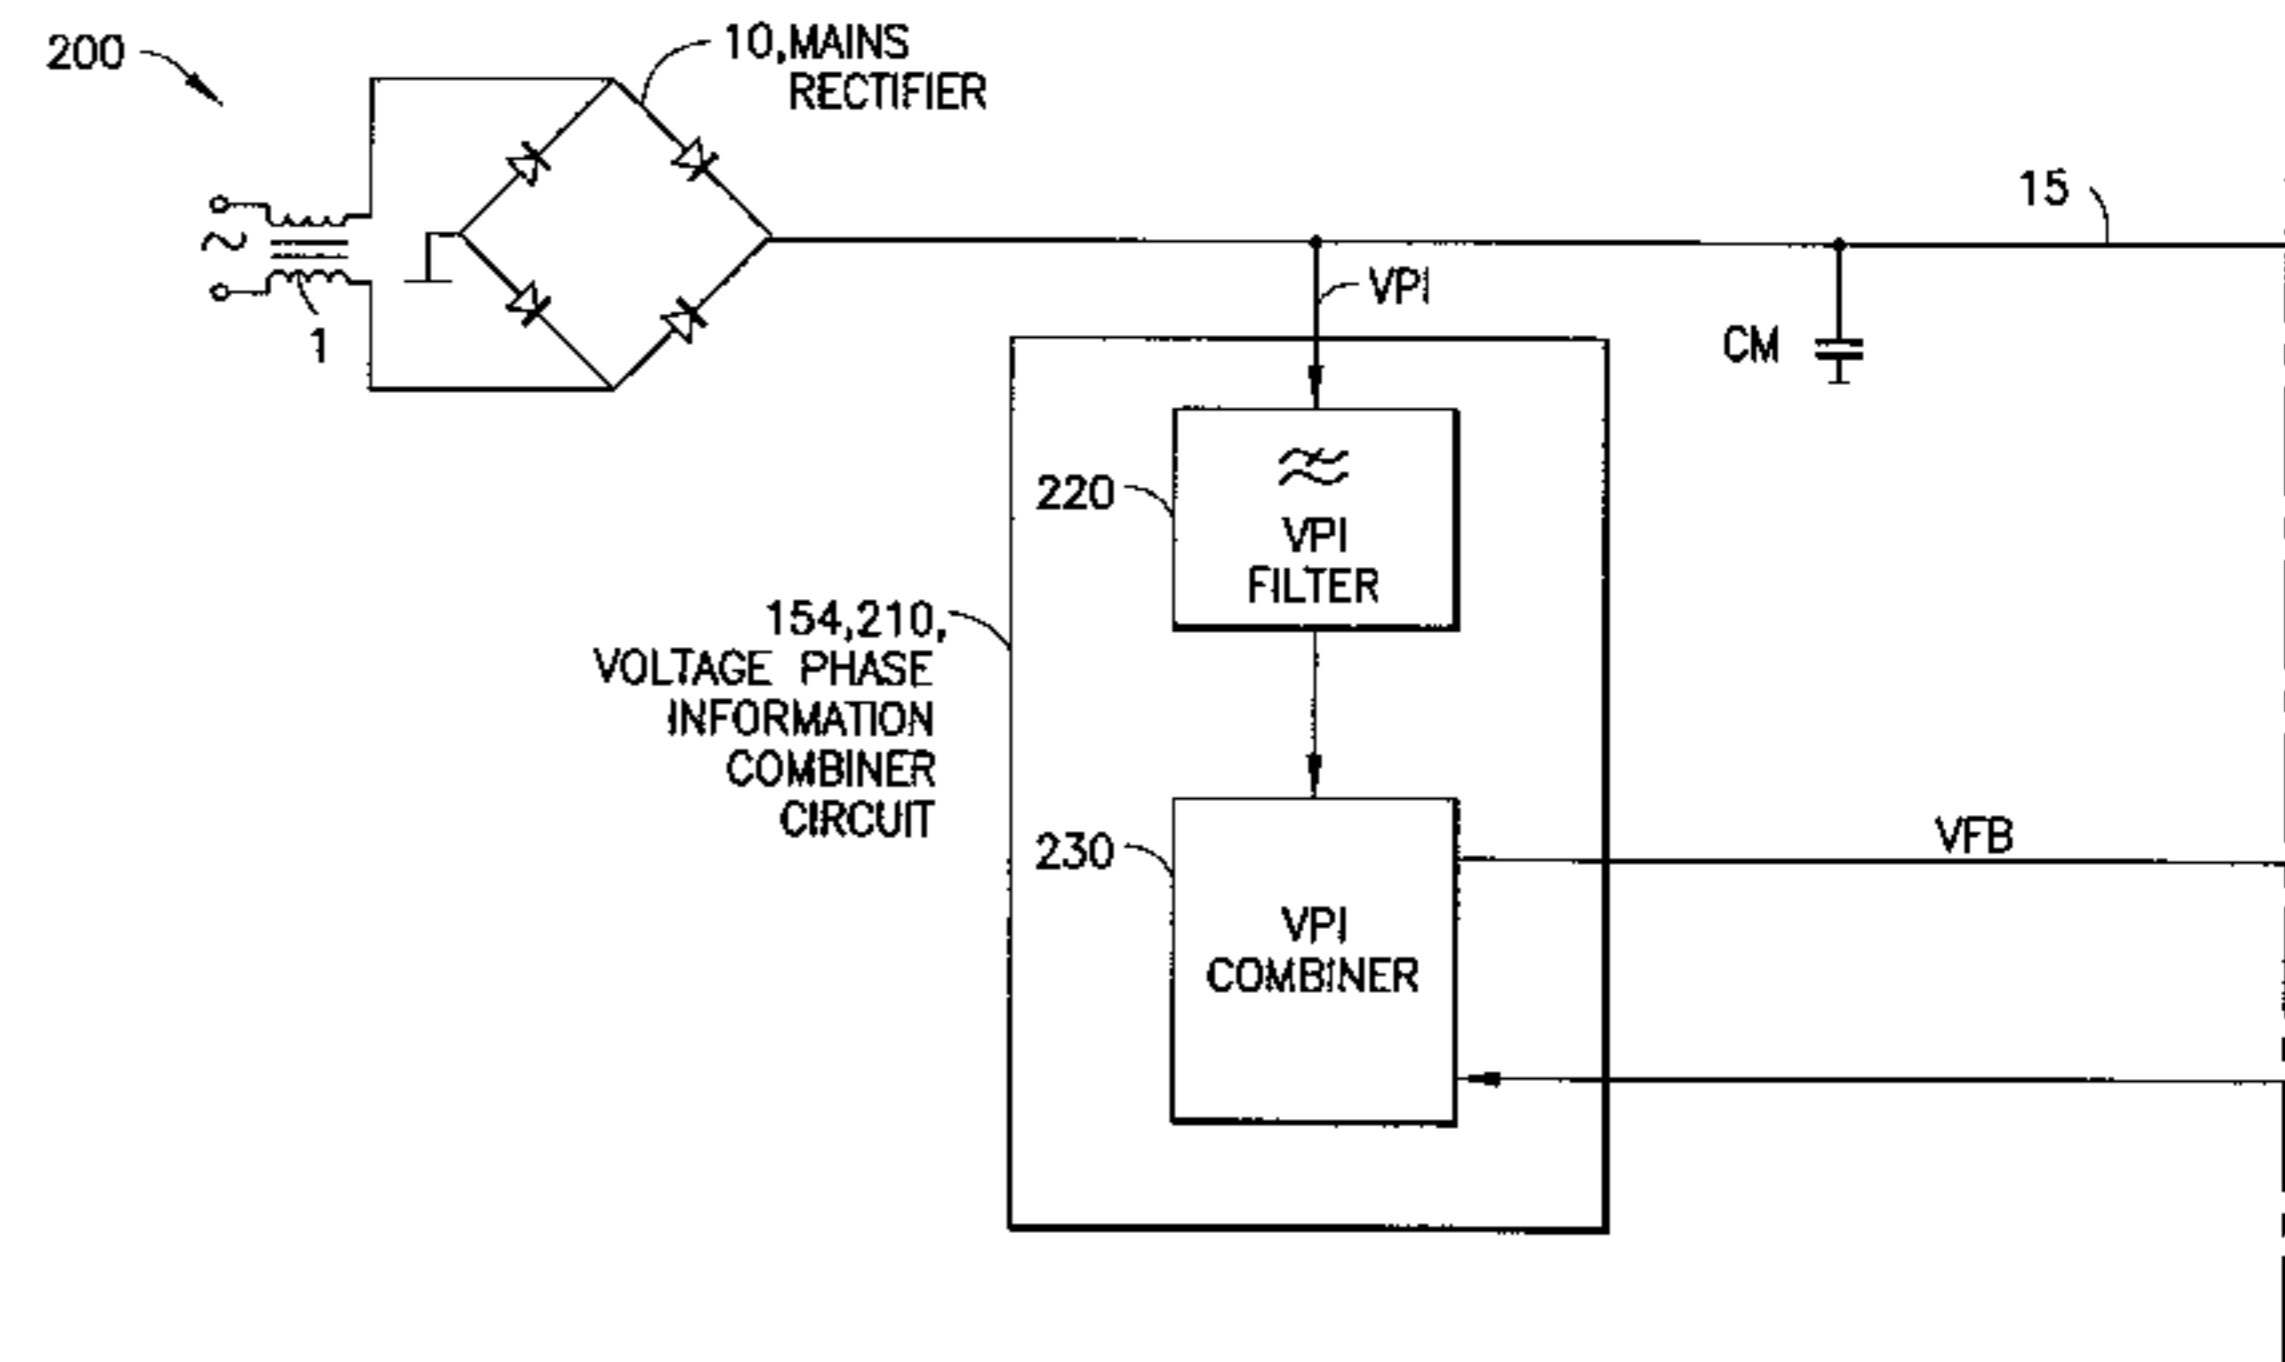 200
10,MAINS
RECTIFIER
1
15
VPI
CM
220
VPI
FILTER
154,210,
VOLTAGE PHASE
INFORMATION
COMBINER
CIRCUIT
230
VPI
COMBINER
VFB